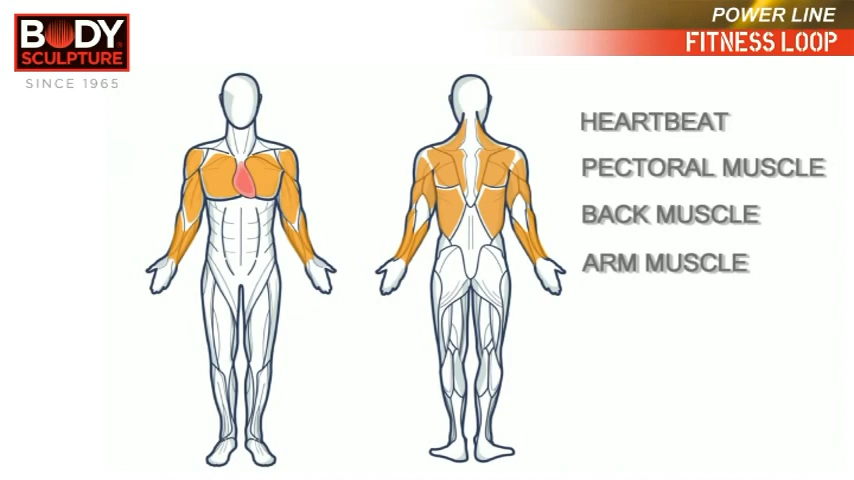 BODY
SCULPTURE
SINCE 1965
POWER LINE
FITNESS LOOP
HEARTBEAT
PECTORAL MUSCLE
BACK MUSCLE
ARM MUSCLE